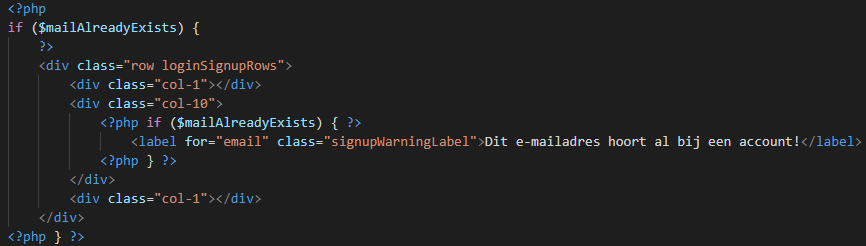 <?php
if ($mailAlreadyExists) {
    ?>
    <div class="row loginSignupRows">
        <div class="col-1"></div>
        <div class="col-10">
            <?php if ($mailAlreadyExists) { ?>
                <label for="email" class="signupWarningLabel">Dit e-mailadres hoort al bij een account!</label>
            <?php } ?>
        </div>
        <div class="col-1"></div>
    </div>
<?php } ?>